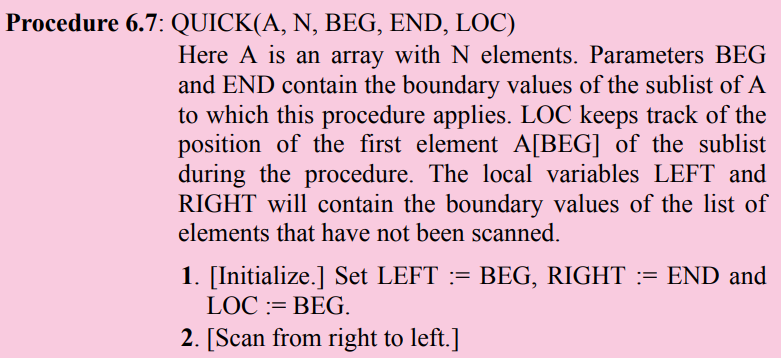 Procedure 6.7: QUICK(A, N, BEG, END, LOC)
Here A is an array with N elements. Parameters BEG
and END contain the boundary values of the sublist of A
to which this procedure applies. LOC keeps track of the
position of the first element A[BEG] of the sublist
during the procedure. The local variables LEFT and
RIGHT will contain the boundary values of the list of
elements that have not been scanned.
1. [Initialize.] Set LEFT := BEG, RIGHT := END and
LOC := BEG.
2. [Scan from right to left.]